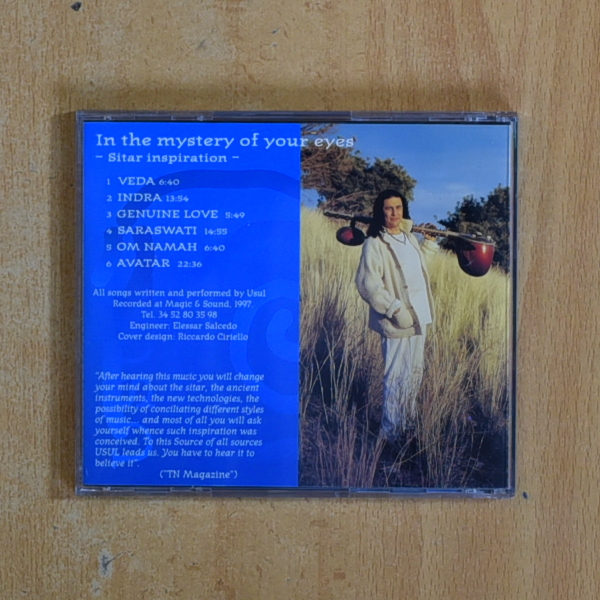 In the mystery of your eyes
- Sitar inspiration -
1 VEDA 6:40
2 INDRA 13:54
3 GENUINE LOVE 5:49
4 SARASWATI 14:55
5 OM NAMAH 6:40
6 AVATAR 22:36
All songs written and performed by Usul
Recorded at Magic & Sound, 1997
Tel. 34 52 80 35 98
Engineer: Elessar Salcedo
Cover design: Riccardo Ciriello
"After hearing this music you will change
your mind about the sitar, the ancient
instruments, the new technologies, the
possibility of conciliating different styles
of music... and most of all you will ask
yourself whence such inspiration was
conceived. To this Source of all sources
USUL leads us. You have to hear it to
believe it".
("TN Magazine")